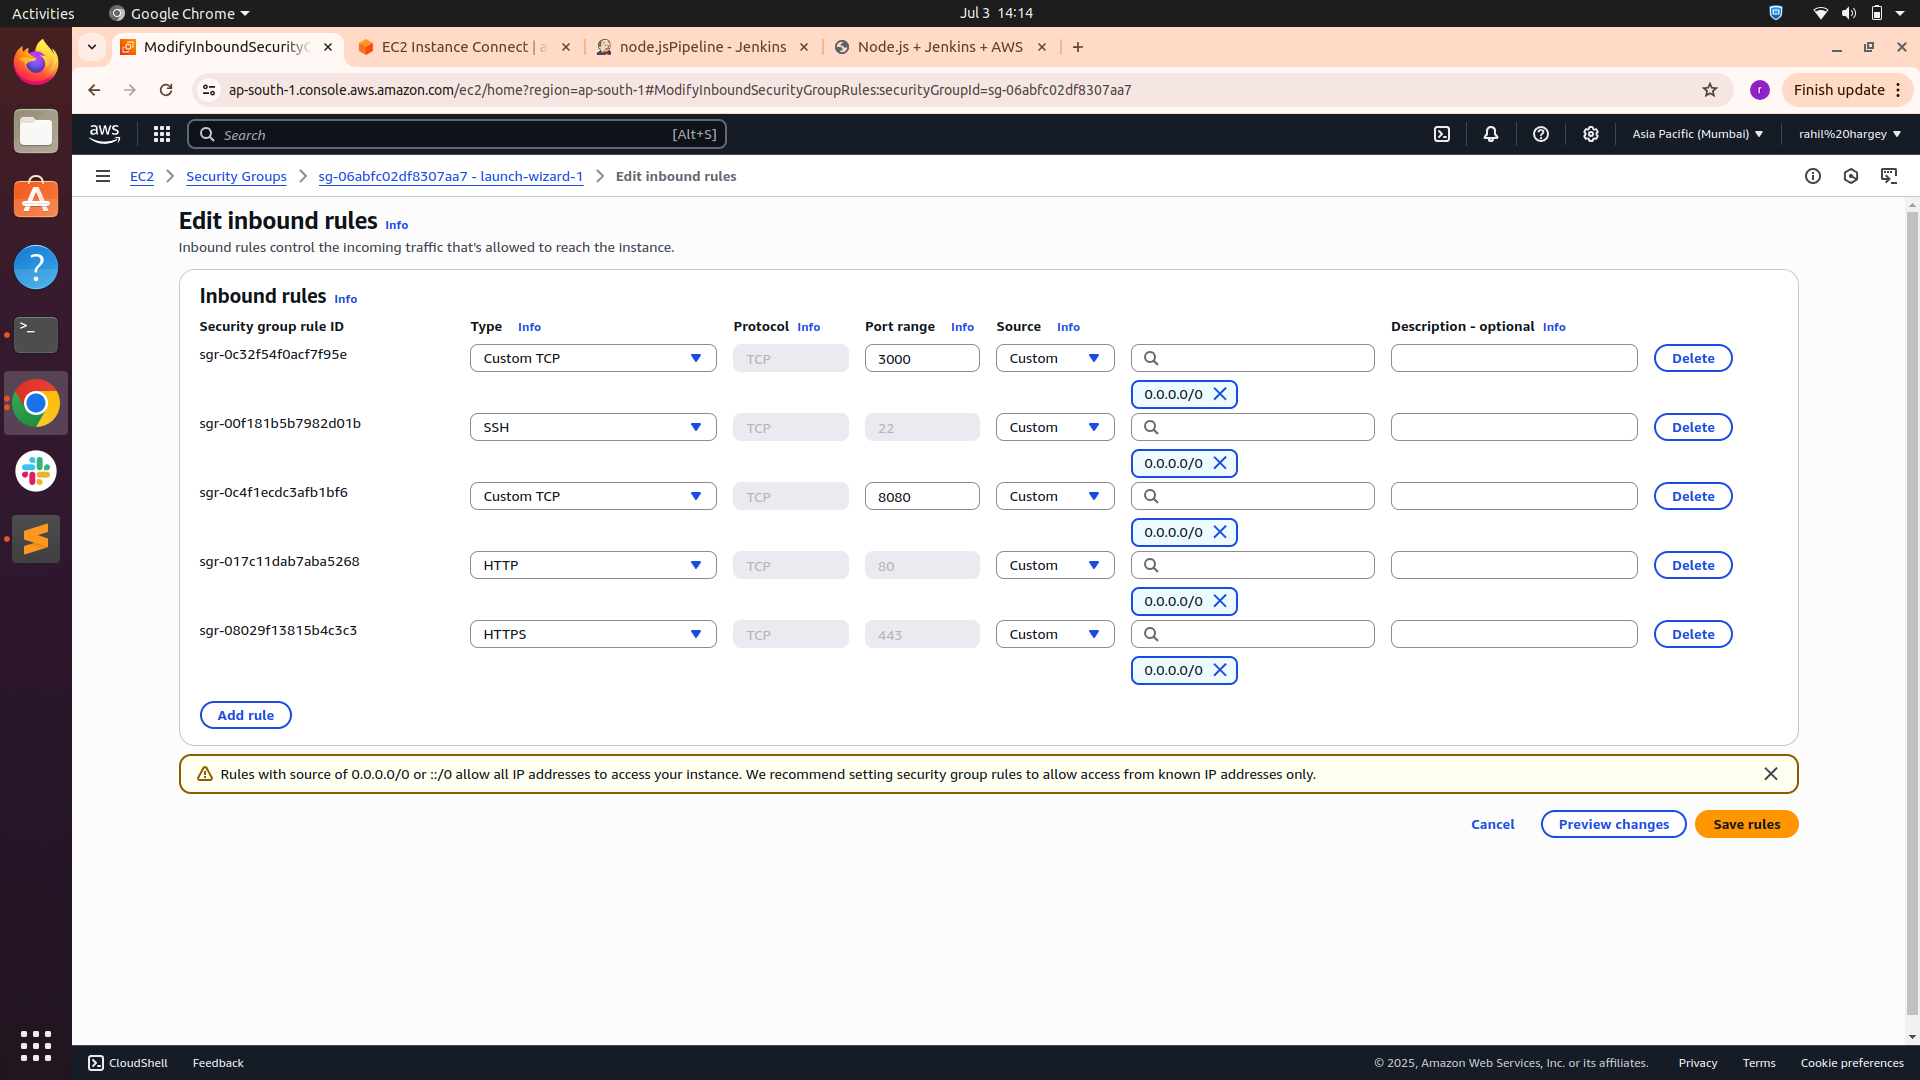 Activities
Google Chrome
Jul 3 14:14
ModifyInboundSecurityG
EC2 Instance Connect | a
node.jsPipeline - Jenkins
Node.js + Jenkins + AWS
ap-south-1.console.aws.amazon.com/ec2/home?region=ap-south-1#ModifyInboundSecurityGroupRules:securityGroupId=sg-06abfc02df8307aa7
r
Finish update
aws
Search
[Alt+S]
Asia Pacific (Mumbai)
rahil%20hargey
EC2
Security Groups
sg-06abfc02df8307aa7 - launch-wizard-1
Edit inbound rules
Edit inbound rules Info
Inbound rules control the incoming traffic that's allowed to reach the instance.
Inbound rules Info
Security group rule ID Type Info Protocol Info Port range Info Source Info Description - optional Info
sgr-0c32f54f0acf7f95e Custom TCP TCP 3000 Custom Delete
0.0.0.0/0
sgr-00f181b5b7982d01b SSH TCP 22 Custom Delete
0.0.0.0/0
sgr-0c4f1ecdc3afb1bf6 Custom TCP TCP 8080 Custom Delete
0.0.0.0/0
sgr-017c11dab7aba5268 HTTP TCP 80 Custom Delete
0.0.0.0/0
sgr-08029f13815b4c3c3 HTTPS TCP 443 Custom Delete
0.0.0.0/0
Add rule
Rules with source of 0.0.0.0/0 or ::/0 allow all IP addresses to access your instance. We recommend setting security group rules to allow access from known IP addresses only.
Cancel
Preview changes
Save rules
CloudShell
Feedback
© 2025, Amazon Web Services, Inc. or its affiliates.
Privacy
Terms
Cookie preferences